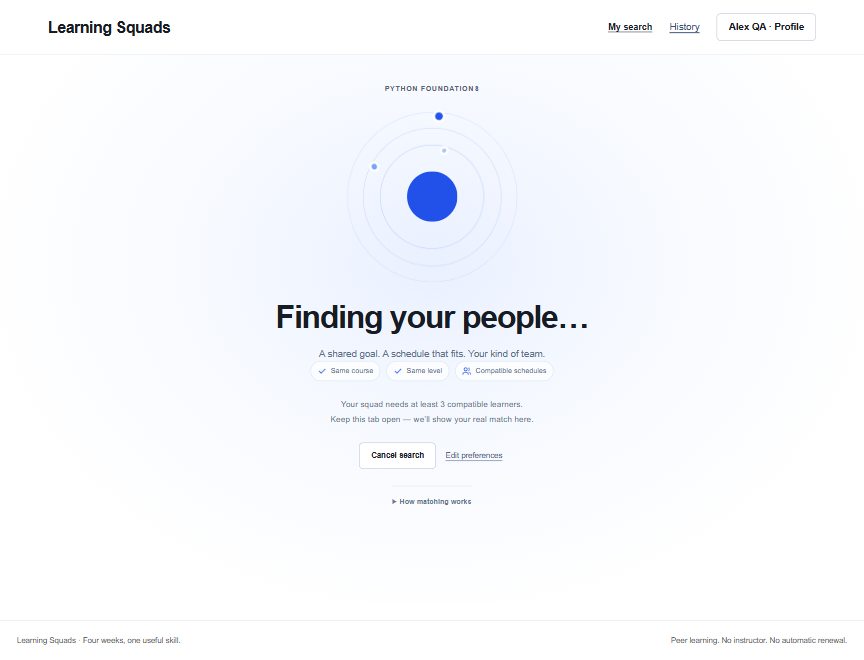 Learning Squads
My search History Alex QA · Profile
PYTHON FOUNDATIONS
Finding your people…
A shared goal. A schedule that fits. Your kind of team.
Same course Same level Compatible schedules
Your squad needs at least 3 compatible learners.
Keep this tab open — we'll show your real match here.
Cancel search Edit preferences
▶ How matching works
Learning Squads · Four weeks, one useful skill.
Peer learning. No instructor. No automatic renewal.